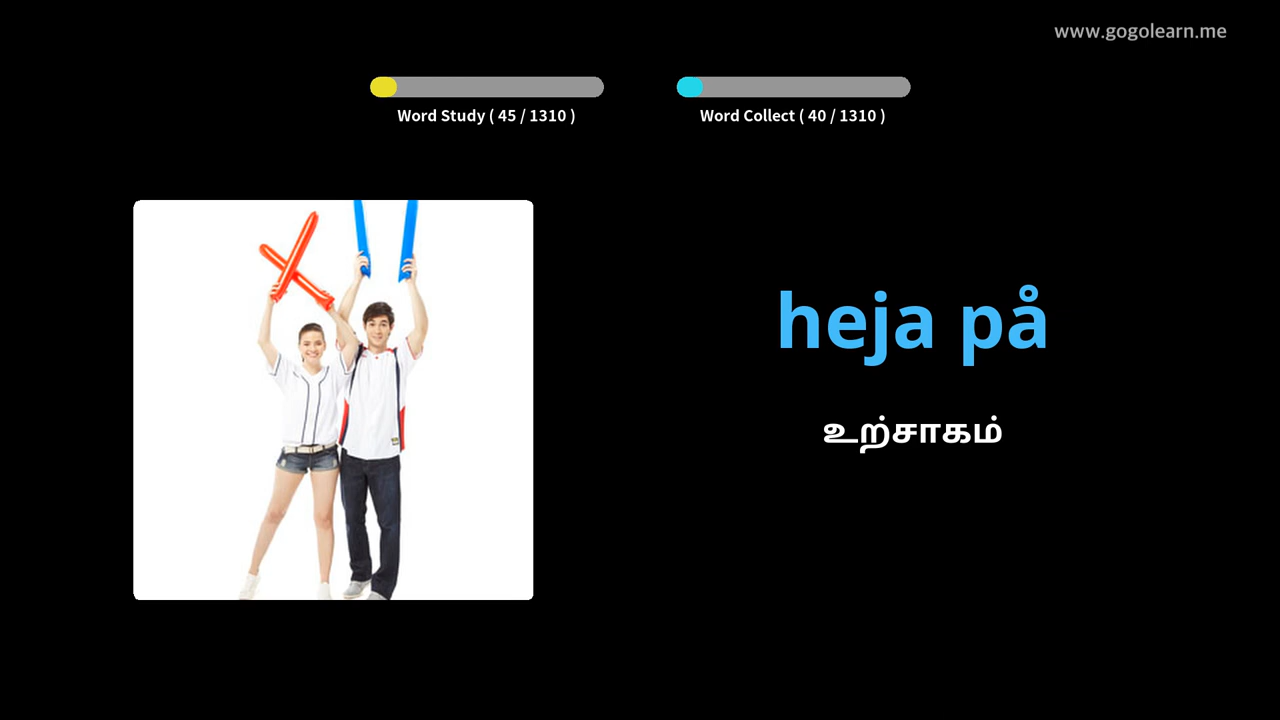 www.gogolearn.me
Word Study ( 45 / 1310 )
Word Collect ( 40 / 1310 )
heja på
உற்சாகம்